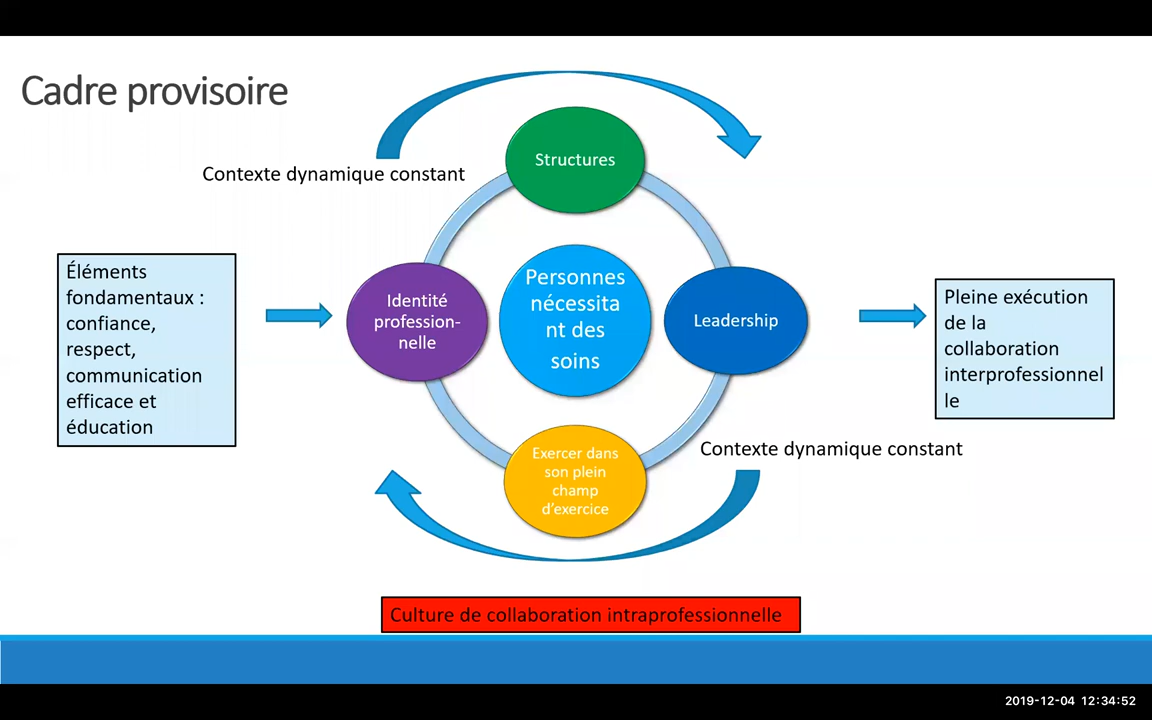 Cadre provisoire
Contexte dynamique constant
Structures
Éléments
fondamentaux :
confiance,
respect,
communication
efficace et
éducation
Identité
profession-
nelle
Personnes
nécessita
nt des
soins
Leadership
Pleine exécution
de la
collaboration
interprofessionnel
le
Exercer dans
son plein
champ
d’exercice
Contexte dynamique constant
Culture de collaboration intraprofessionnelle
2019-12-04 12:34:52